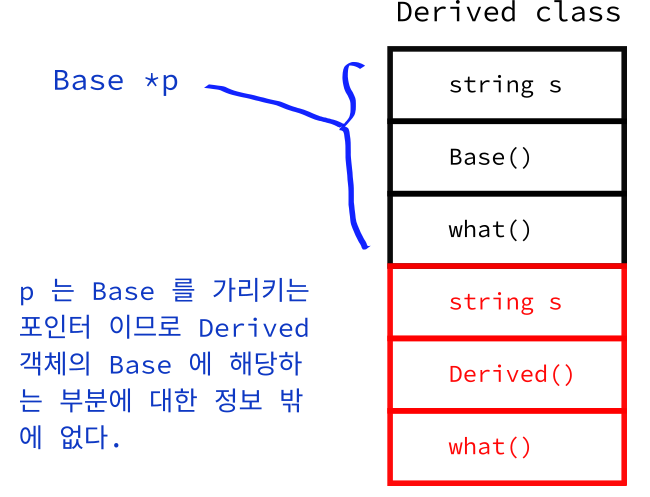 Derived class
Base *p
string s
Base()
what()
string s
Derived()
what()
p 는 Base 를 가리키는
포인터 이므로 Derived
객체의 Base 에 해당하
는 부분에 대한 정보 밖
에 없다.